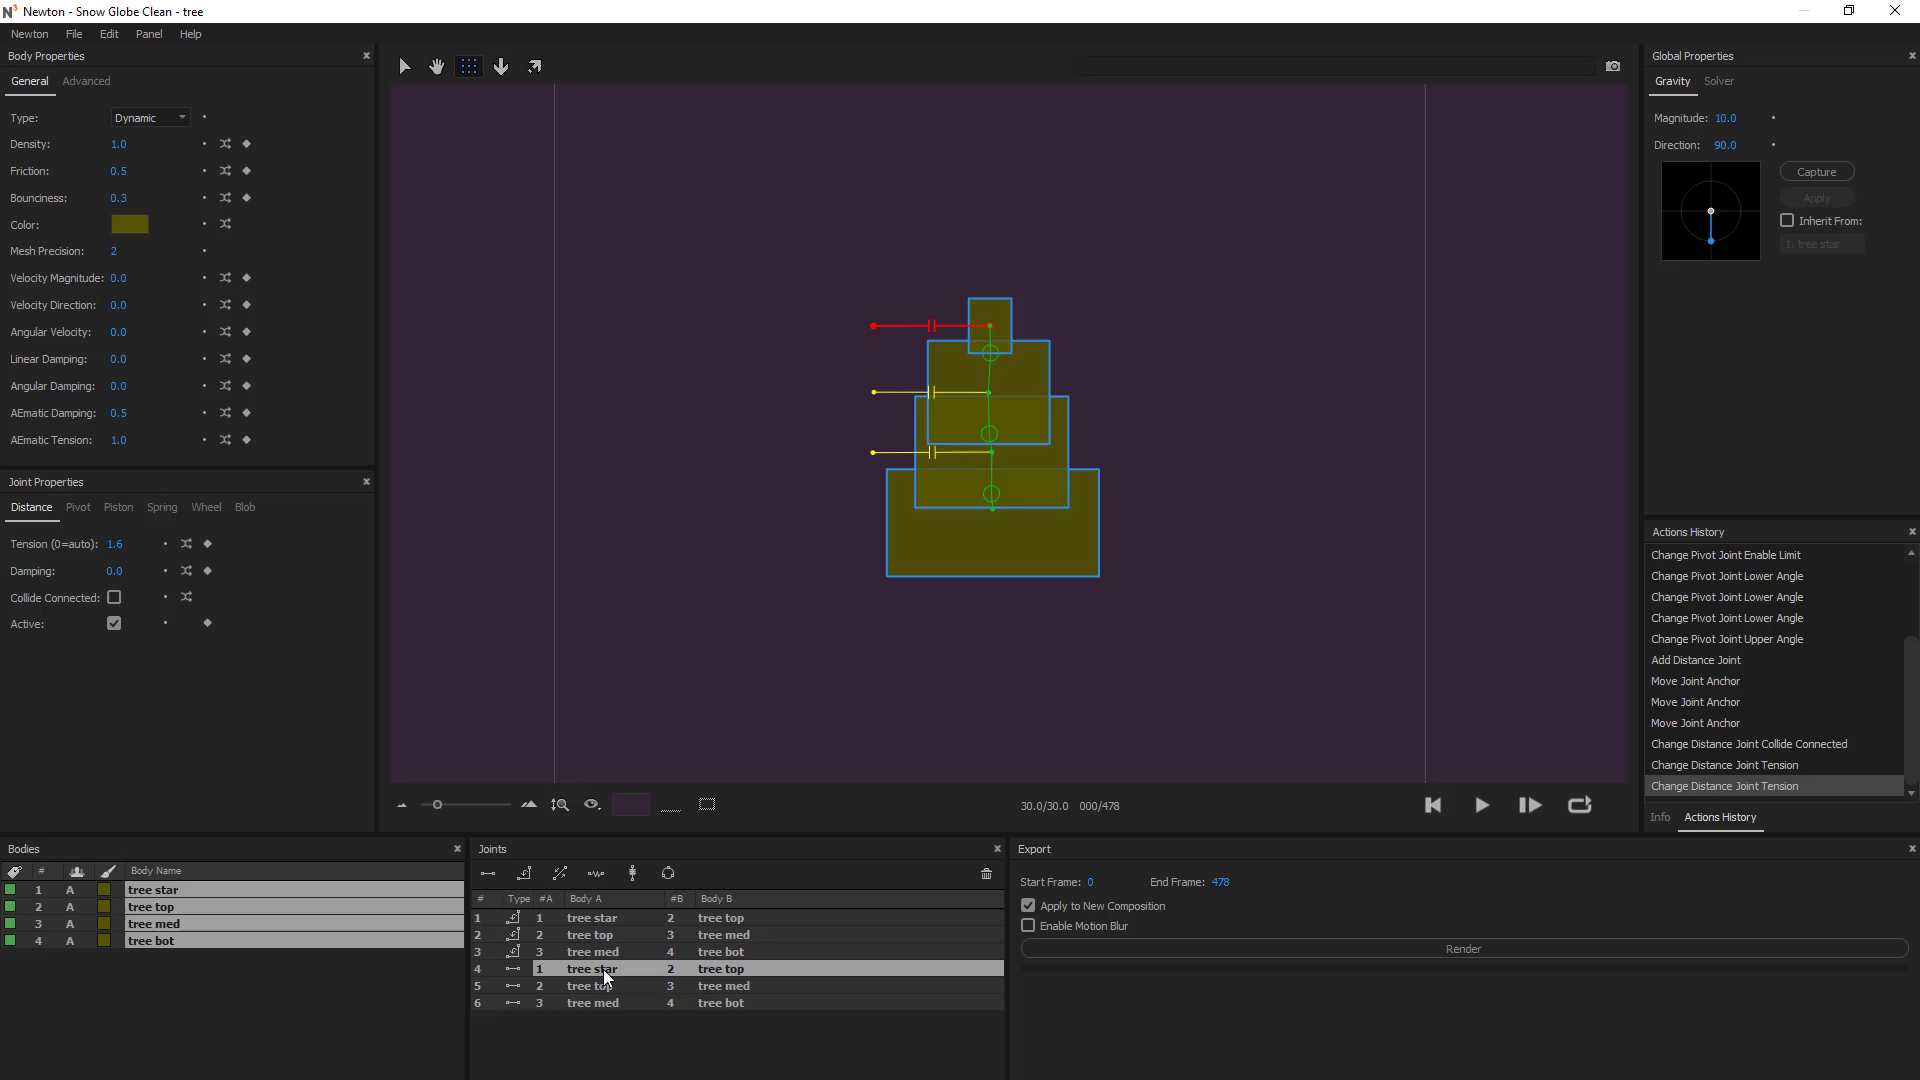 Newton - Snow Globe Clean - tree
Newton File Edit Panel Help
Body Properties
General Advanced
Type: Dynamic
Density: 1.0
Friction: 0.5
Bounciness: 0.3
Color:
Mesh Precision: 2
Velocity Magnitude: 0.0
Velocity Direction: 0.0
Angular Velocity: 0.0
Linear Damping: 0.0
Angular Damping: 0.0
AEmatic Damping: 0.5
AEmatic Tension: 1.0
Joint Properties
Distance Pivot Piston Spring Wheel Blob
Tension (0=auto): 1.6
Damping: 0.0
Collide Connected:
Active:
30.0/30.0 000/478
Global Properties
Gravity Solver
Magnitude: 10.0
Direction: 90.0
Capture
Apply
Inherit From:
1. tree star
Actions History
Change Pivot Joint Enable Limit
Change Pivot Joint Lower Angle
Change Pivot Joint Lower Angle
Change Pivot Joint Lower Angle
Change Pivot Joint Upper Angle
Add Distance Joint
Move Joint Anchor
Move Joint Anchor
Move Joint Anchor
Change Distance Joint Collide Connected
Change Distance Joint Tension
Change Distance Joint Tension
Info Actions History
Bodies
# Body Name
1 A tree star
2 A tree top
3 A tree med
4 A tree bot
Joints
# Type #A Body A #B Body B
1 1 tree star 2 tree top
2 2 tree top 3 tree med
3 3 tree med 4 tree bot
4 1 tree star 2 tree top
5 2 tree top 3 tree med
6 3 tree med 4 tree bot
Export
Start Frame: 0 End Frame: 478
Apply to New Composition
Enable Motion Blur
Render